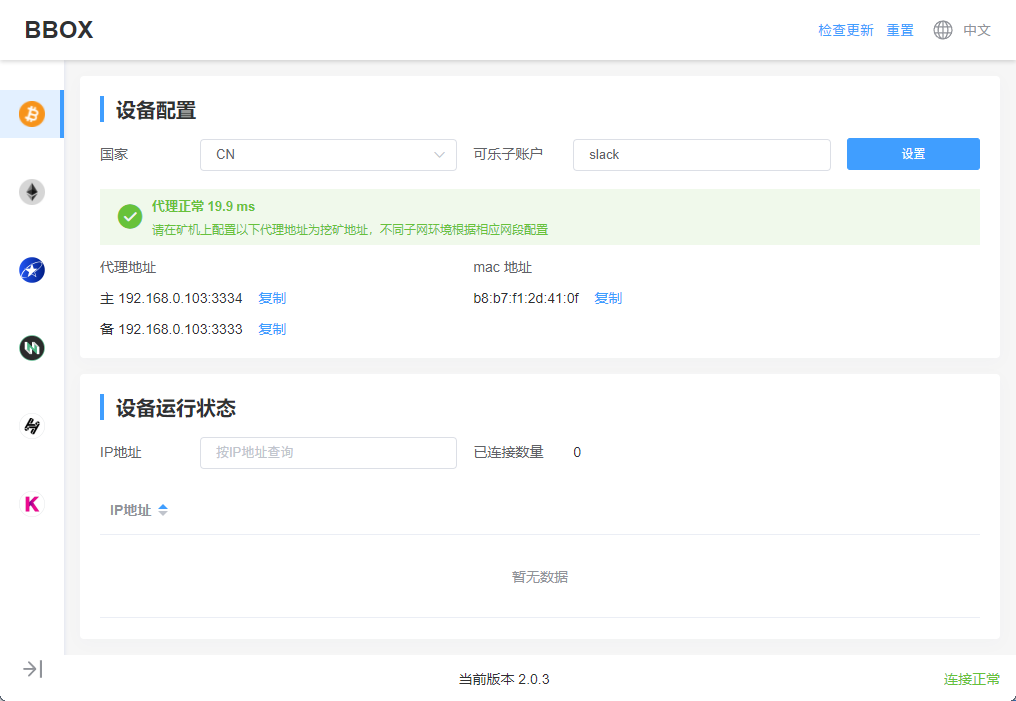 BBOX
检查更新 重置 中文
设备配置
国家 CN 可乐子账户 slack 设置
代理正常 19.9 ms
请在矿机上配置以下代理地址为挖矿地址，不同子网环境根据相应网段配置
代理地址 mac 地址
主 192.168.0.103:3334 复制 b8:b7:f1:2d:41:0f 复制
备 192.168.0.103:3333 复制
设备运行状态
IP地址 按IP地址查询 已连接数量 0
IP地址
暂无数据
当前版本 2.0.3 连接正常